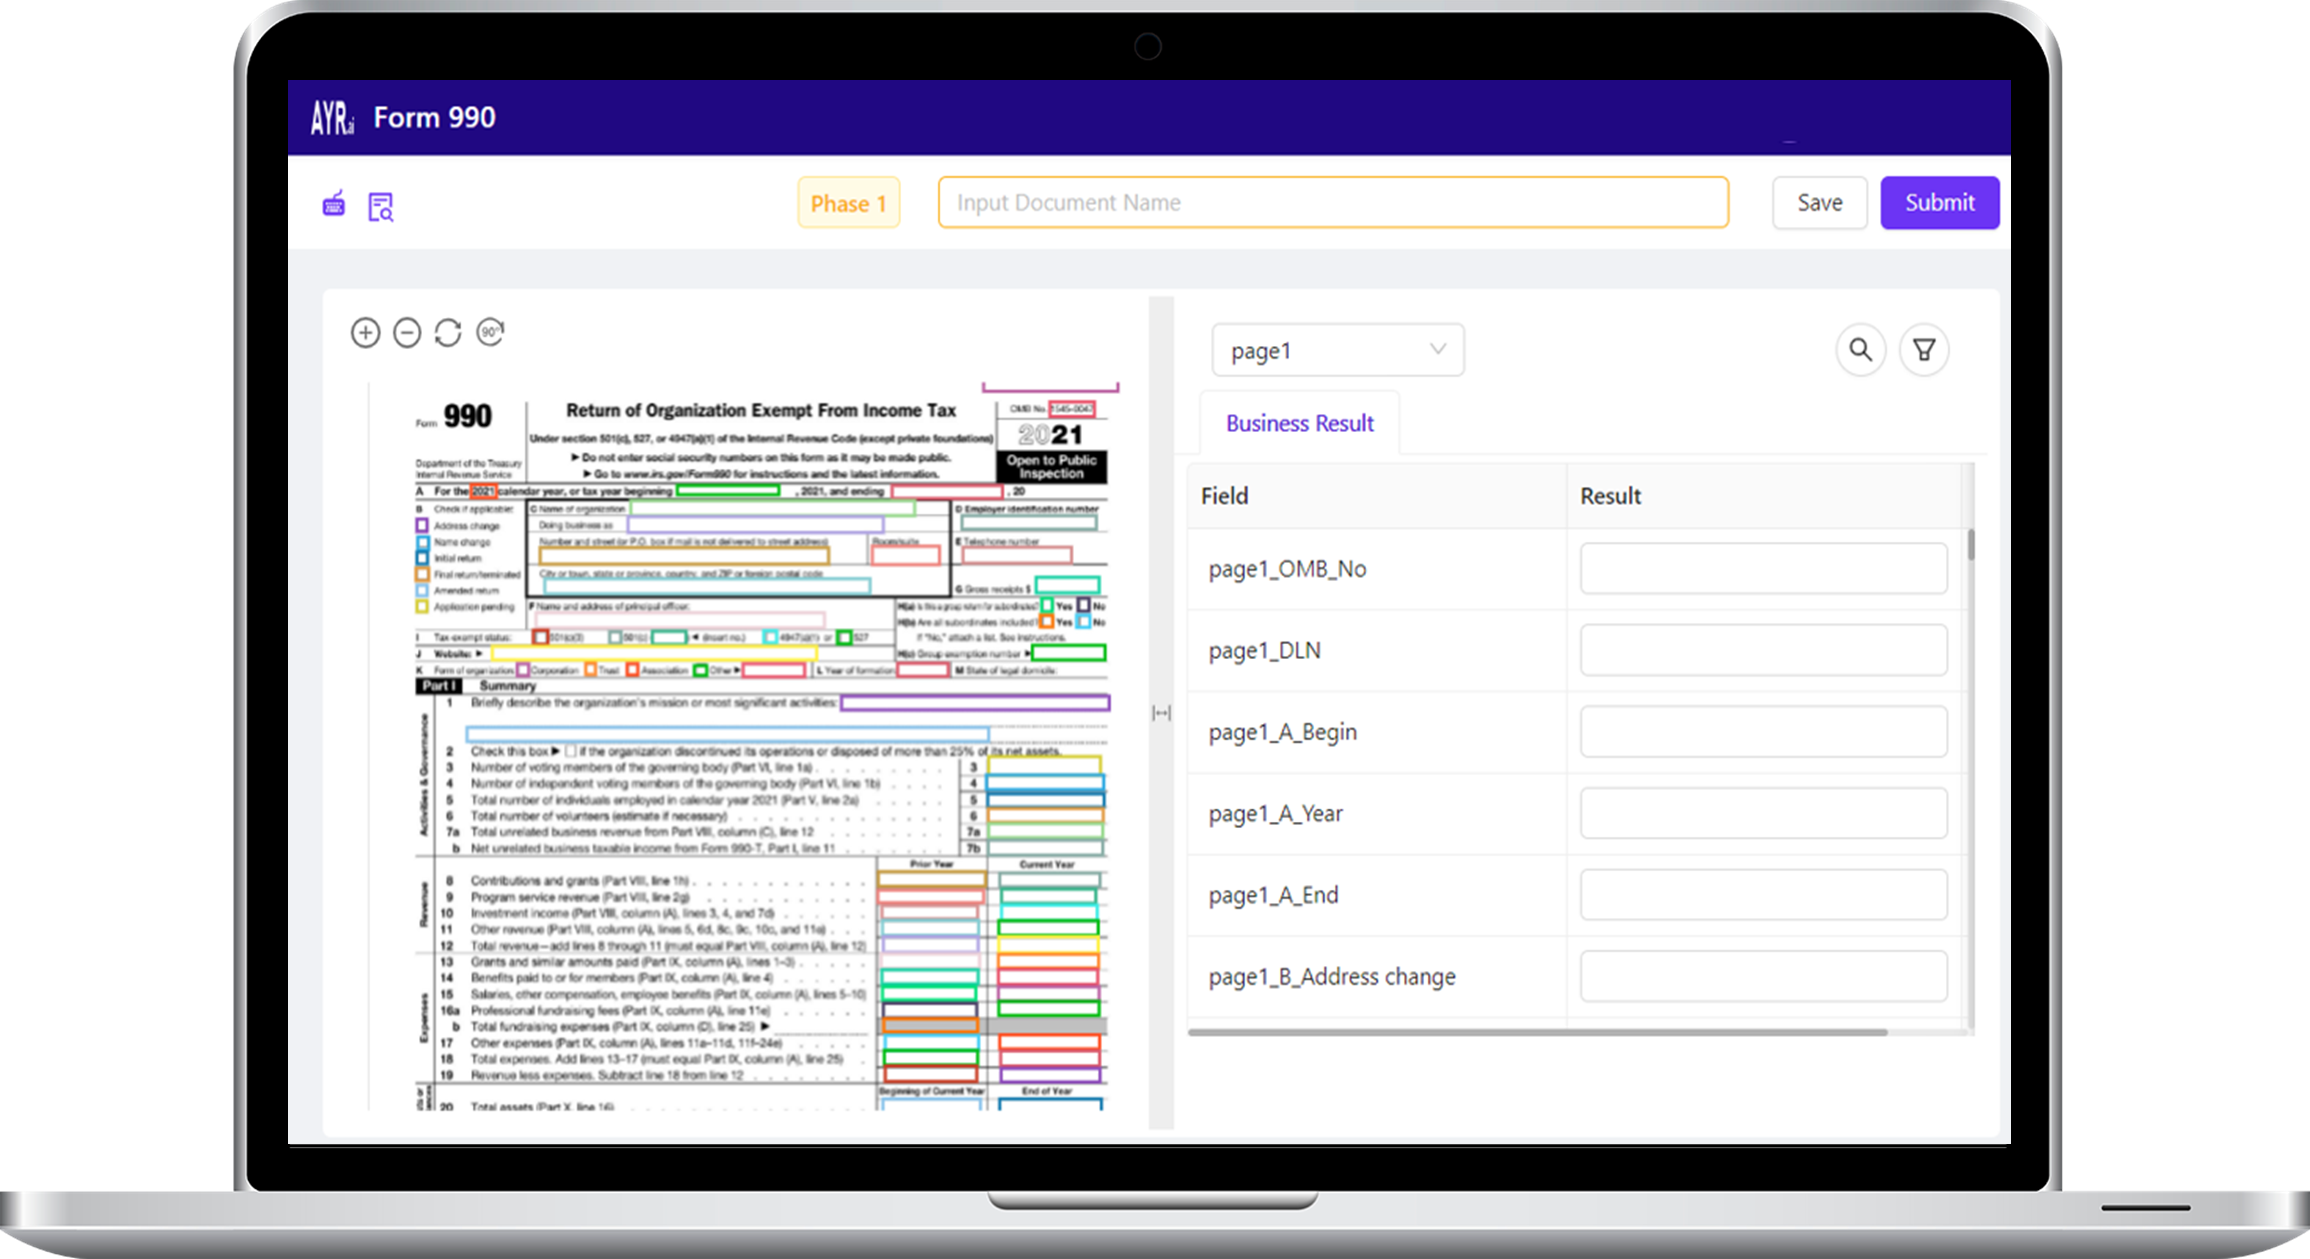 AYR.ai Form 990
Phase 1
Input Document Name
Save
Submit
90°
Form 990
Return of Organization Exempt From Income Tax
OMB No. 1545-0047
Under section 501(c), 527, or 4947(a)(1) of the Internal Revenue Code (except private foundations)
2021
▶ Do not enter social security numbers on this form as it may be made public.
Department of the Treasury
Internal Revenue Service
▶ Go to www.irs.gov/Form990 for instructions and the latest information.
Open to Public
Inspection
A For the 2021 calendar year, or tax year beginning , 2021, and ending , 20
B Check if applicable:
Address change
Name change
Initial return
Final return/terminated
Amended return
Application pending
C Name of organization
Doing business as
Number and street (or P.O. box if mail is not delivered to street address)
Room/suite
City or town, state or province, country, and ZIP or foreign postal code
D Employer identification number
E Telephone number
G Gross receipts $
F Name and address of principal officer:
H(a) Is this a group return for subordinates? Yes No
H(b) Are all subordinates included? Yes No
If "No," attach a list. See instructions.
I Tax-exempt status: 501(c)(3) 501(c) ( ◀ (insert no.) 4947(a)(1) or 527
J Website: ▶
H(c) Group exemption number ▶
K Form of organization: Corporation Trust Association Other ▶
L Year of formation:
M State of legal domicile:
Part I Summary
Activities & Governance
1 Briefly describe the organization's mission or most significant activities:
2 Check this box ▶ if the organization discontinued its operations or disposed of more than 25% of its net assets.
3 Number of voting members of the governing body (Part VI, line 1a) . 3
4 Number of independent voting members of the governing body (Part VI, line 1b) 4
5 Total number of individuals employed in calendar year 2021 (Part V, line 2a) 5
6 Total number of volunteers (estimate if necessary) 6
7a Total unrelated business revenue from Part VIII, column (C), line 12 7a
b Net unrelated business taxable income from Form 990-T, Part I, line 11 7b
Prior Year Current Year
Revenue
8 Contributions and grants (Part VIII, line 1h) .
9 Program service revenue (Part VIII, line 2g)
10 Investment income (Part VIII, column (A), lines 3, 4, and 7d)
11 Other revenue (Part VIII, column (A), lines 5, 6d, 8c, 9c, 10c, and 11e) .
12 Total revenue—add lines 8 through 11 (must equal Part VIII, column (A), line 12)
Expenses
13 Grants and similar amounts paid (Part IX, column (A), lines 1–3) .
14 Benefits paid to or for members (Part IX, column (A), line 4)
15 Salaries, other compensation, employee benefits (Part IX, column (A), lines 5–10)
16a Professional fundraising fees (Part IX, column (A), line 11e)
b Total fundraising expenses (Part IX, column (D), line 25) ▶
17 Other expenses (Part IX, column (A), lines 11a–11d, 11f–24e)
18 Total expenses. Add lines 13–17 (must equal Part IX, column (A), line 25)
19 Revenue less expenses. Subtract line 18 from line 12
Beginning of Current Year End of Year
20 Total assets (Part X, line 16)
page1
Business Result
Field Result
page1_OMB_No
page1_DLN
page1_A_Begin
page1_A_Year
page1_A_End
page1_B_Address change